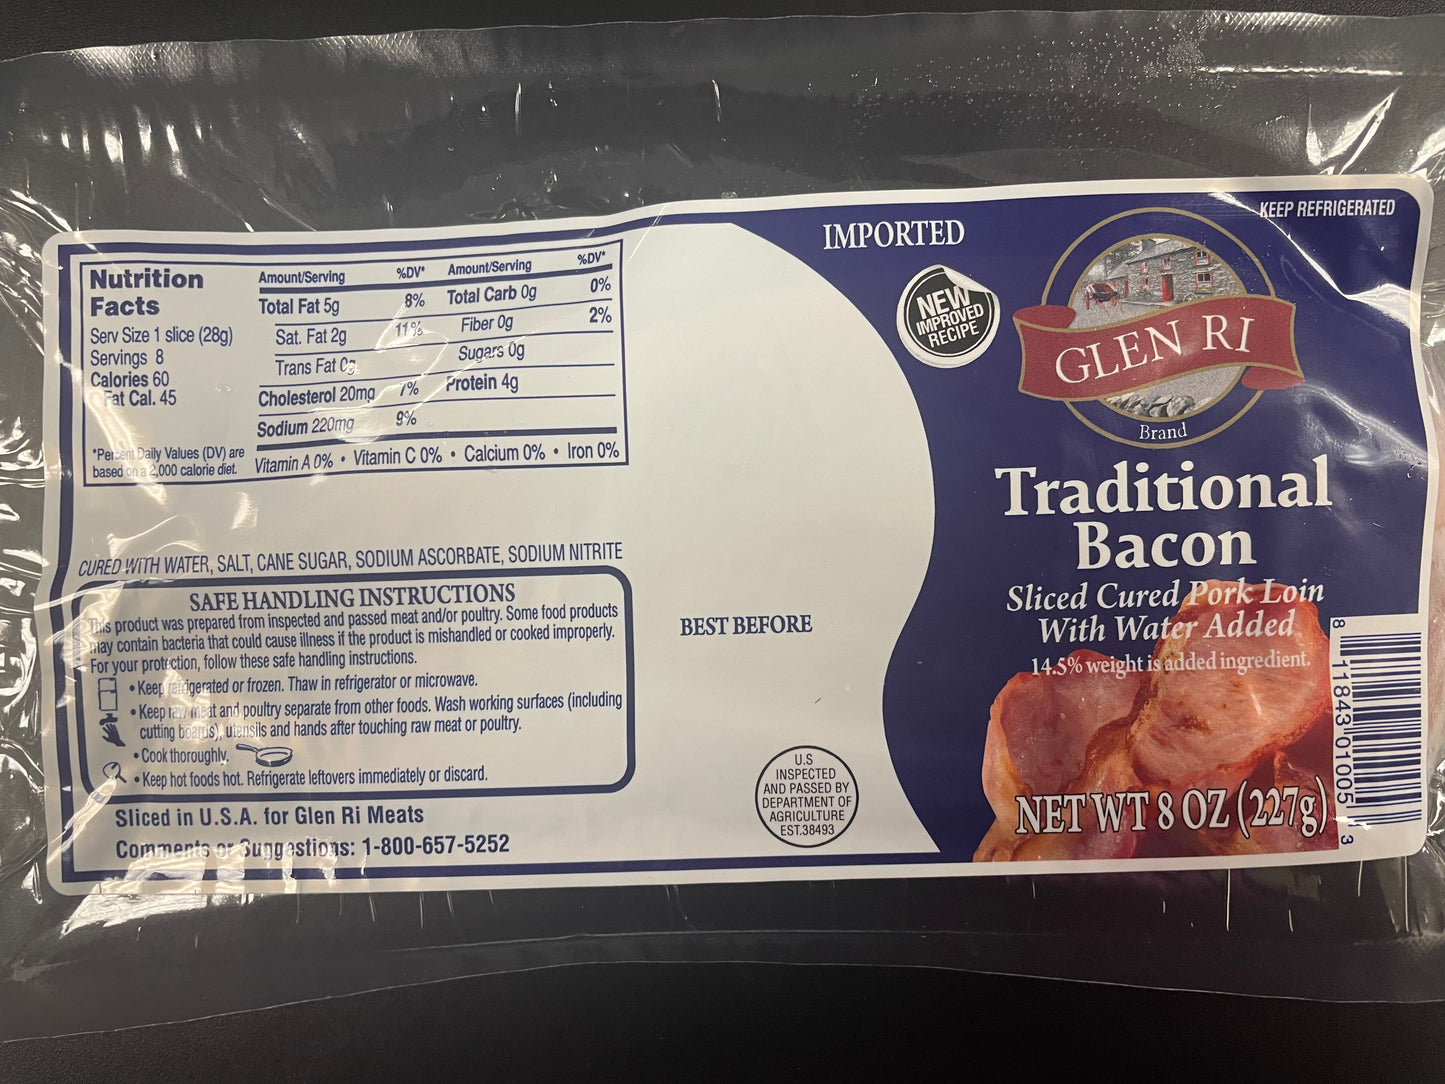 Nutrition
Facts
Serv Size 1 slice (28g)
Servings 8
Calories 60
Fat Cal. 45
*Percent Daily Values (DV) are
based on a 2,000 calorie diet.
Amount/Serving %DV*
Total Fat 5g 8%
Sat. Fat 2g 11%
Trans Fat 0g
Cholesterol 20mg 7%
Sodium 220mg 9%
Amount/Serving %DV*
Total Carb 0g 0%
Fiber 0g 2%
Sugars 0g
Protein 4g
Vitamin A 0% • Vitamin C 0% • Calcium 0% • Iron 0%
CURED WITH WATER, SALT, CANE SUGAR, SODIUM ASCORBATE, SODIUM NITRITE
SAFE HANDLING INSTRUCTIONS
This product was prepared from inspected and passed meat and/or poultry. Some food products
may contain bacteria that could cause illness if the product is mishandled or cooked improperly.
For your protection, follow these safe handling instructions.
• Keep refrigerated or frozen. Thaw in refrigerator or microwave.
• Keep raw meat and poultry separate from other foods. Wash working surfaces (including
cutting boards), utensils and hands after touching raw meat or poultry.
• Cook thoroughly.
• Keep hot foods hot. Refrigerate leftovers immediately or discard.
Sliced in U.S.A. for Glen Ri Meats
Comments or Suggestions: 1-800-657-5252
BEST BEFORE
U.S
INSPECTED
AND PASSED BY
DEPARTMENT OF
AGRICULTURE
EST.38493
IMPORTED
KEEP REFRIGERATED
NEW
IMPROVED
RECIPE
GLEN RI
Brand
Traditional
Bacon
Sliced Cured Pork Loin
With Water Added
14.5% weight is added ingredient.
NET WT 8 OZ (227g)
8 11843 01005 3